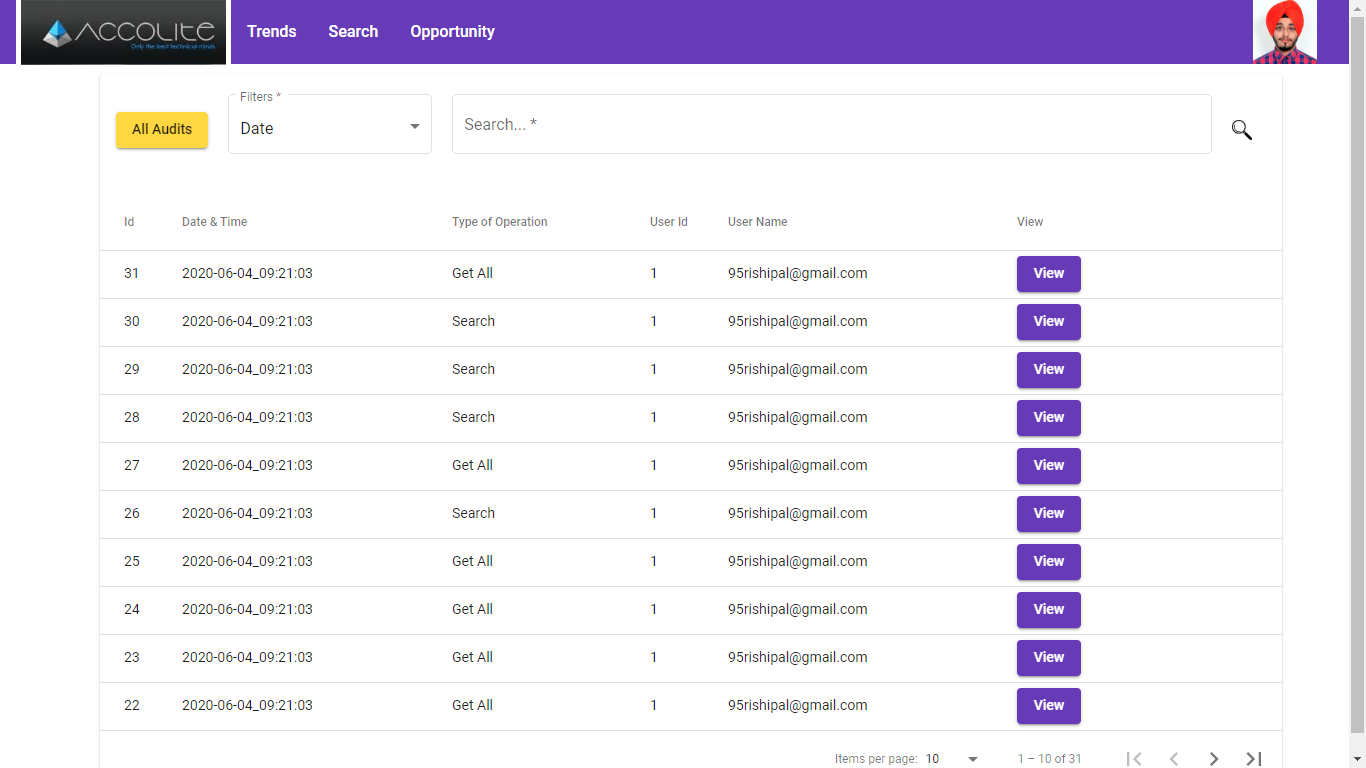 ACCOLITE
Only the best technical minds
Trends Search Opportunity
Filters *
All Audits
Date
Search... *
Id Date & Time Type of Operation User Id User Name View
31 2020-06-04_09:21:03 Get All 1 95rishipal@gmail.com View
30 2020-06-04_09:21:03 Search 1 95rishipal@gmail.com View
29 2020-06-04_09:21:03 Search 1 95rishipal@gmail.com View
28 2020-06-04_09:21:03 Search 1 95rishipal@gmail.com View
27 2020-06-04_09:21:03 Get All 1 95rishipal@gmail.com View
26 2020-06-04_09:21:03 Search 1 95rishipal@gmail.com View
25 2020-06-04_09:21:03 Get All 1 95rishipal@gmail.com View
24 2020-06-04_09:21:03 Get All 1 95rishipal@gmail.com View
23 2020-06-04_09:21:03 Get All 1 95rishipal@gmail.com View
22 2020-06-04_09:21:03 Get All 1 95rishipal@gmail.com View
Items per page: 10 1 – 10 of 31